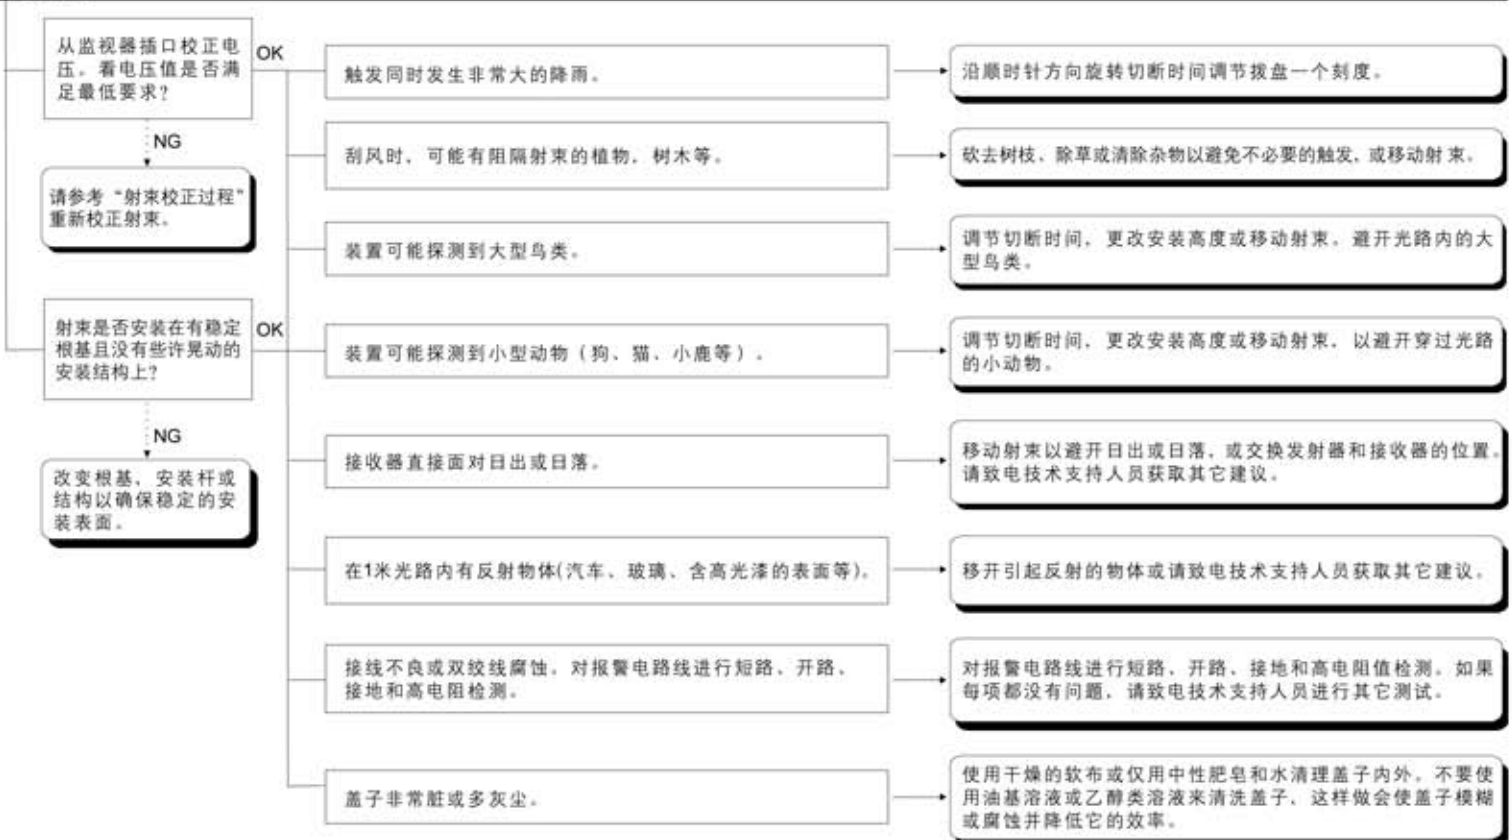 从监视器插口校正电
压。看电压值是否满
足最低要求？
OK
NG
请参考“射束校正过程”
重新校正射束。
射束是否安装在有稳定
根基且没有些许晃动的
安装结构上？
OK
NG
改变根基、安装杆或
结构以确保稳定的安
装表面。
触发同时发生非常大的降雨。
沿顺时针方向旋转切断时间调节拨盘一个刻度。
刮风时，可能有阻隔射束的植物，树木等。
砍去树枝、除草或清除杂物以避免不必要的触发，或移动射束。
装置可能探测到大型鸟类。
调节切断时间，更改安装高度或移动射束，避开光路内的大
型鸟类。
装置可能探测到小型动物（狗、猫、小鹿等）。
调节切断时间，更改安装高度或移动射束，以避开穿过光路
的小动物。
接收器直接面对日出或日落。
移动射束以避开日出或日落，或交换发射器和接收器的位置。
请致电技术支持人员获取其它建议。
在1米光路内有反射物体(汽车、玻璃、含高光漆的表面等)。
移开引起反射的物体或请致电技术支持人员获取其它建议。
接线不良或双绞线腐蚀。对报警电路线进行短路、开路、
接地和高电阻检测。
对报警电路线进行短路、开路、接地和高电阻值检测。如果
每项都没有问题，请致电技术支持人员进行其它测试。
盖子非常脏或多灰尘。
使用干燥的软布或仅用中性肥皂和水清理盖子内外。不要使
用油基溶液或乙醇类溶液来清洗盖子，这样做会使盖子模糊
或腐蚀并降低它的效率。